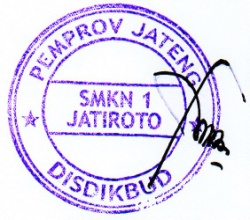 PEMPROV JATENG
SMKN 1
JATIROTO
DISDIKBUD